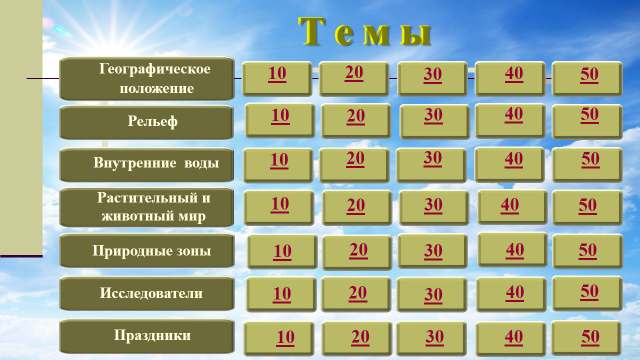 Темы
Географическое
положение
10 20 30 40 50
Рельеф
10 20 30 40 50
Внутренние воды
10 20 30 40 50
Растительный и
животный мир
10 20 30 40 50
Природные зоны
10 20 30 40 50
Исследователи
10 20 30 40 50
Праздники
10 20 30 40 50